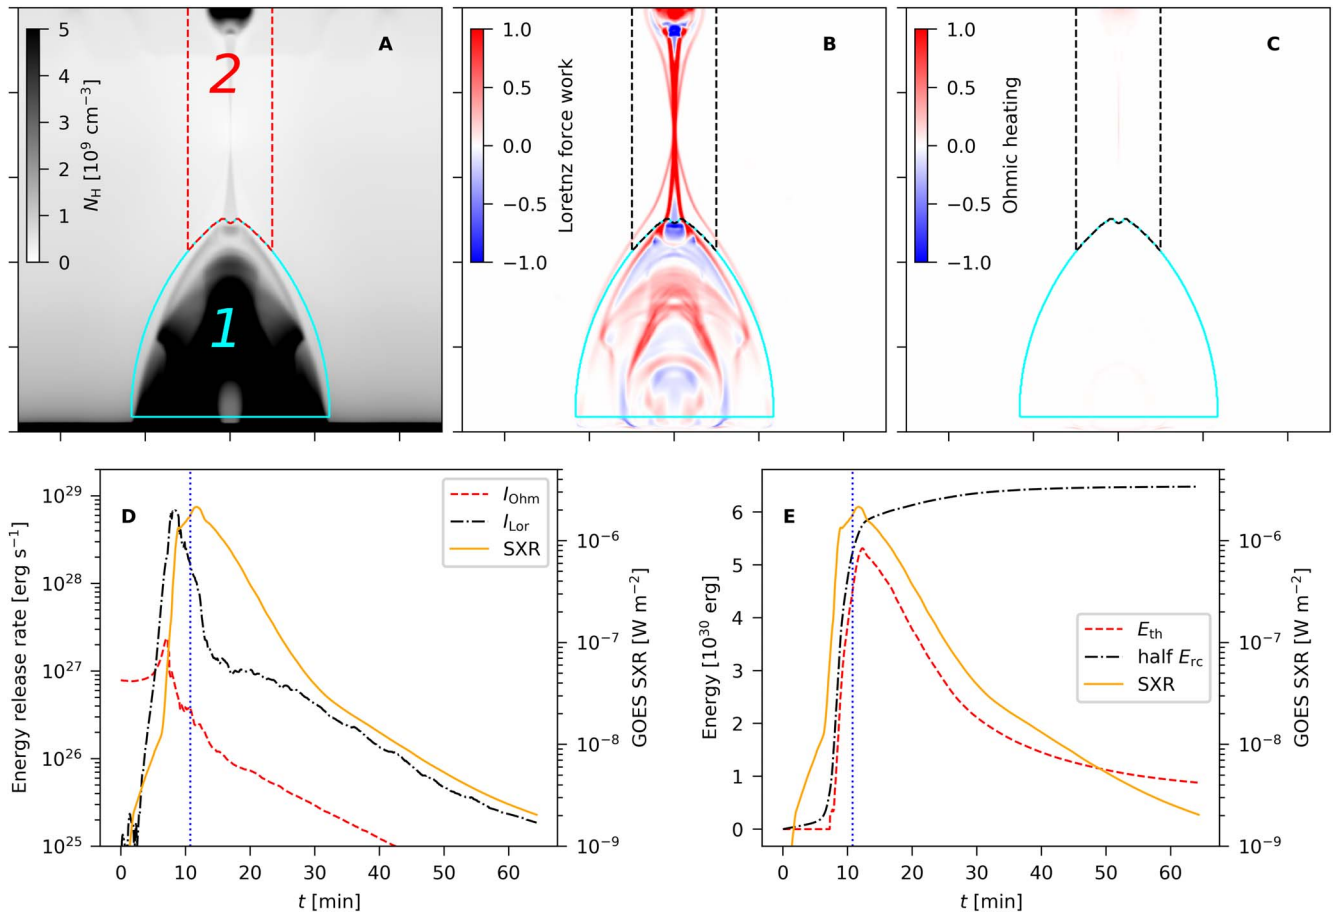 A
2
1
5
4
3
2
1
0
N_H [10^9 cm^−3]
B
1.0
0.5
0.0
−0.5
−1.0
Loretnz force work
C
1.0
0.5
0.0
−0.5
−1.0
Ohmic heating
D
10^29
10^28
10^27
10^26
10^25
Energy release rate [erg s^−1]
I_Ohm
I_Lor
SXR
10^−6
10^−7
10^−8
10^−9
GOES SXR [W m^−2]
0 10 20 30 40 50 60
t [min]
E
6
5
4
3
2
1
0
Energy [10^30 erg]
E_th
half E_rc
SXR
10^−6
10^−7
10^−8
10^−9
GOES SXR [W m^−2]
0 10 20 30 40 50 60
t [min]